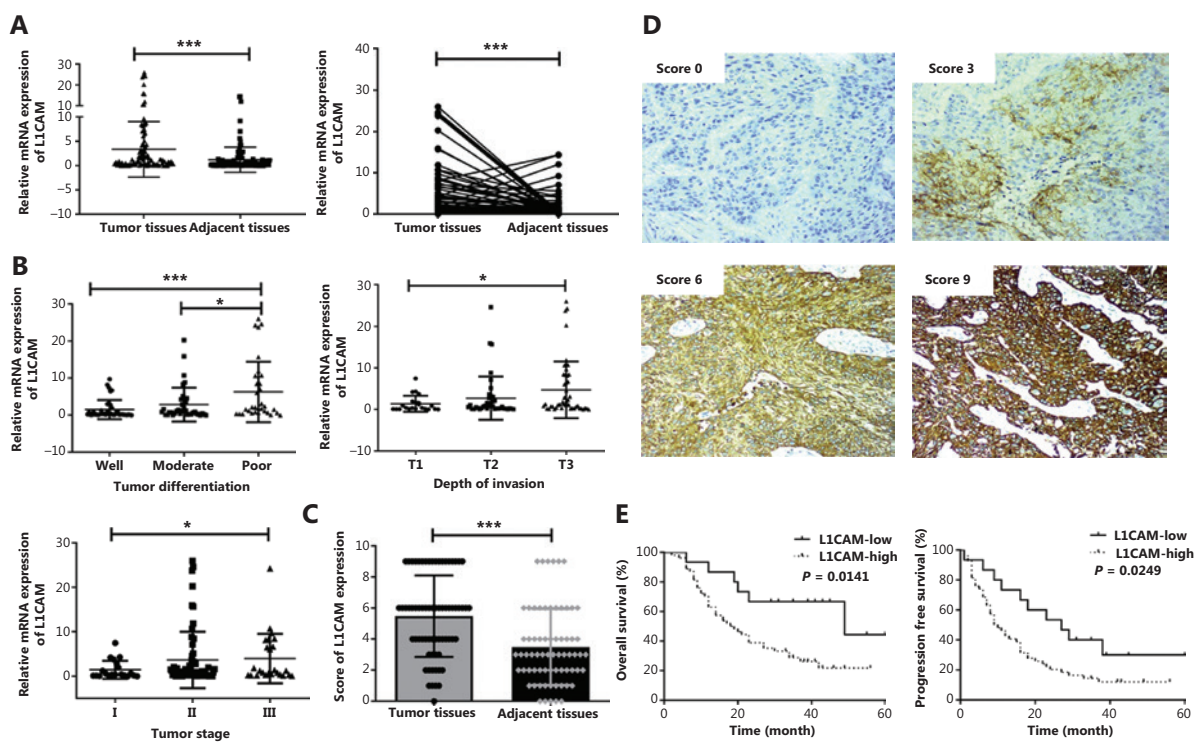 A
***
30
20
10
10
5
0
−5
−10
Relative mRNA expression
of L1CAM
Tumor tissues
Adjacent tissues
***
40
30
20
10
0
Relative mRNA expression
of L1CAM
Tumor tissues
Adjacent tissues
B
***
*
30
20
10
0
−10
Relative mRNA expression
of L1CAM
Well
Moderate
Poor
Tumor differentiation
*
30
20
10
0
−10
Relative mRNA expression
of L1CAM
T1
T2
T3
Depth of invasion
*
30
20
10
0
Relative mRNA expression
of L1CAM
I
II
III
Tumor stage
C
***
10
8
6
4
2
0
Score of L1CAM expression
Tumor tissues
Adjacent tissues
D
Score 0
Score 3
Score 6
Score 9
E
L1CAM-low
L1CAM-high
P = 0.0141
100
80
60
40
20
0
Overall survival (%)
0
20
40
60
Time (month)
L1CAM-low
L1CAM-high
P = 0.0249
100
80
60
40
20
0
Progression free survival (%)
0
20
40
60
Time (month)